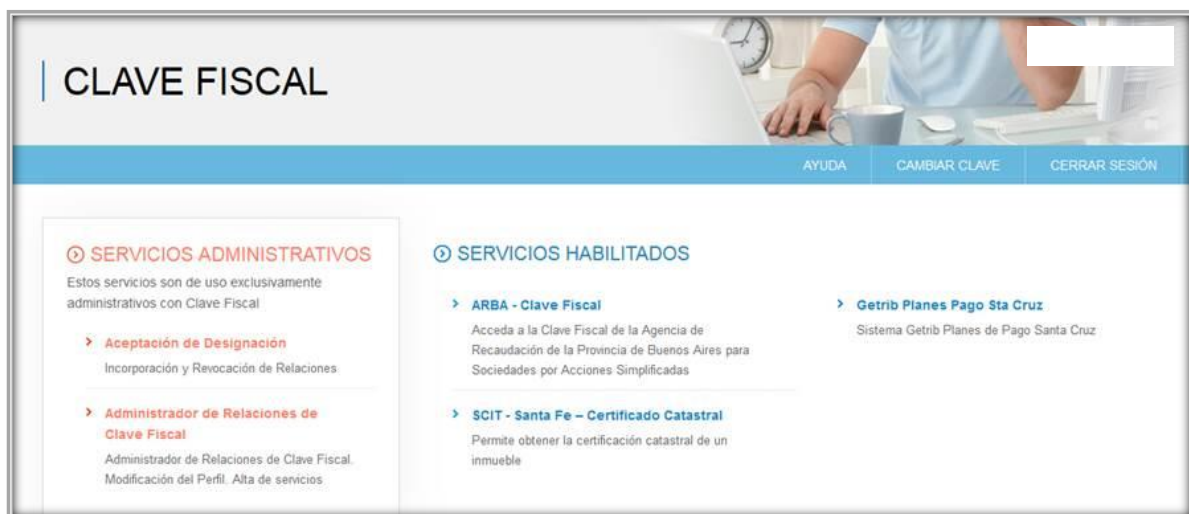 CLAVE FISCAL
AYUDA
CAMBIAR CLAVE
CERRAR SESIÓN
SERVICIOS ADMINISTRATIVOS
Estos servicios son de uso exclusivamente
administrativos con Clave Fiscal
Aceptación de Designación
Incorporación y Revocación de Relaciones
Administrador de Relaciones de
Clave Fiscal
Administrador de Relaciones de Clave Fiscal.
Modificación del Perfil. Alta de servicios
SERVICIOS HABILITADOS
ARBA - Clave Fiscal
Acceda a la Clave Fiscal de la Agencia de
Recaudación de la Provincia de Buenos Aires para
Sociedades por Acciones Simplificadas
SCIT - Santa Fe – Certificado Catastral
Permite obtener la certificación catastral de un
inmueble
Getrib Planes Pago Sta Cruz
Sistema Getrib Planes de Pago Santa Cruz